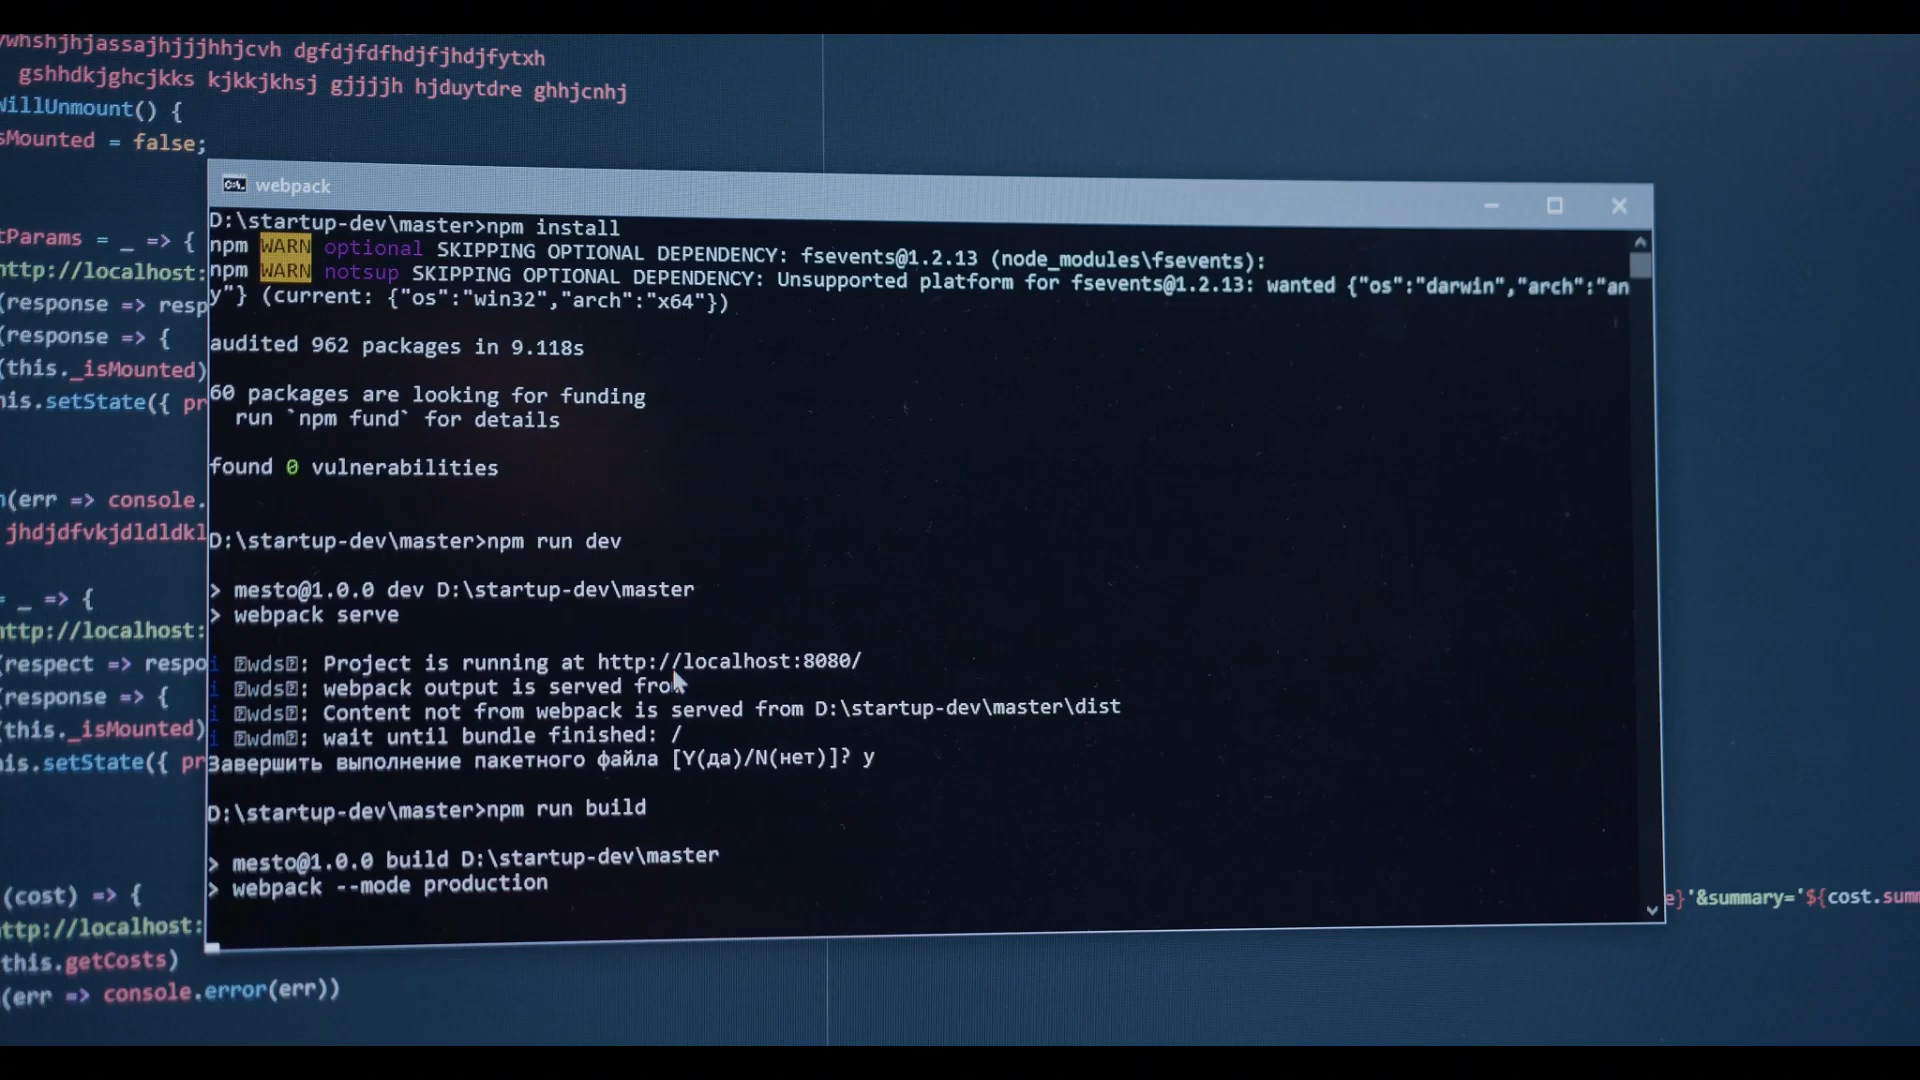 whshjhjassajhjjjhhjcvh dgfdjfdfhdjfjhdjfytxh
gshhdkjghcjkks kjkkjkhsj gjjjjh hjduytdre ghhjcnhj
WillUnmount() {
sMounted = false;
tParams = _ => {
http://localhost:
(response => resp
(response => {
(this._isMounted)
his.setState({ pr
(err => console.
jhdjdfvkjdldldkl
= _ => {
http://localhost:
(respect => respo
(response => {
(this._isMounted)
his.setState({ pr
(cost) => {
http://localhost:
e}'&summary='${cost.summ
this.getCosts)
(err => console.error(err))
webpack
D:\startup-dev\master>npm install
npm WARN optional SKIPPING OPTIONAL DEPENDENCY: fsevents@1.2.13 (node_modules\fsevents):
npm WARN notsup SKIPPING OPTIONAL DEPENDENCY: Unsupported platform for fsevents@1.2.13: wanted {"os":"darwin","arch":"an
y"} (current: {"os":"win32","arch":"x64"})
audited 962 packages in 9.118s
60 packages are looking for funding
run `npm fund` for details
found 0 vulnerabilities
D:\startup-dev\master>npm run dev
> mesto@1.0.0 dev D:\startup-dev\master
> webpack serve
i ⍰wds⍰: Project is running at http://localhost:8080/
i ⍰wds⍰: webpack output is served from
i ⍰wds⍰: Content not from webpack is served from D:\startup-dev\master\dist
i ⍰wdm⍰: wait until bundle finished: /
Завершить выполнение пакетного файла [Y(да)/N(нет)]? y
D:\startup-dev\master>npm run build
> mesto@1.0.0 build D:\startup-dev\master
> webpack --mode production